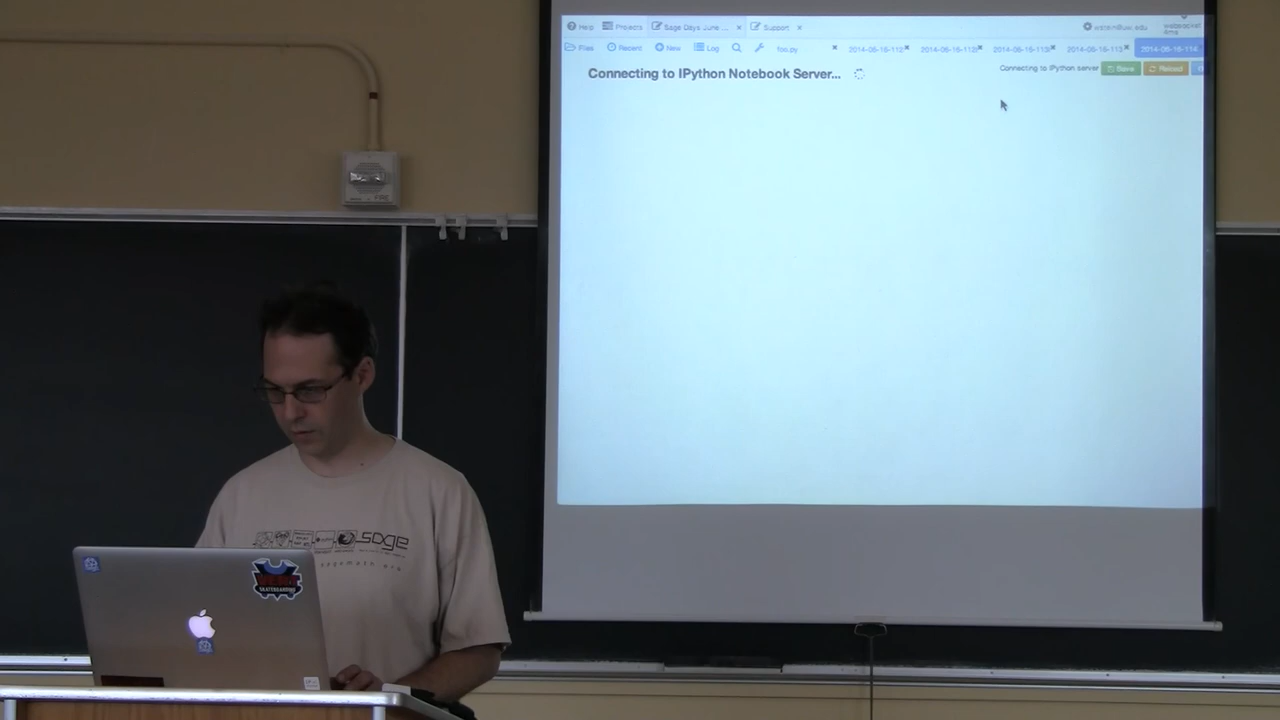 Help Projects Sage Days June ... × Support ×
Files Recent New Log foo.py × 2014-06-16-112 × 2014-06-16-112 × 2014-06-16-113 × 2014-06-16-113 × 2014-06-16-114
Connecting to IPython Notebook Server... Connecting to IPython server Save Reload
FIRE
sage
SKATEBOARDING